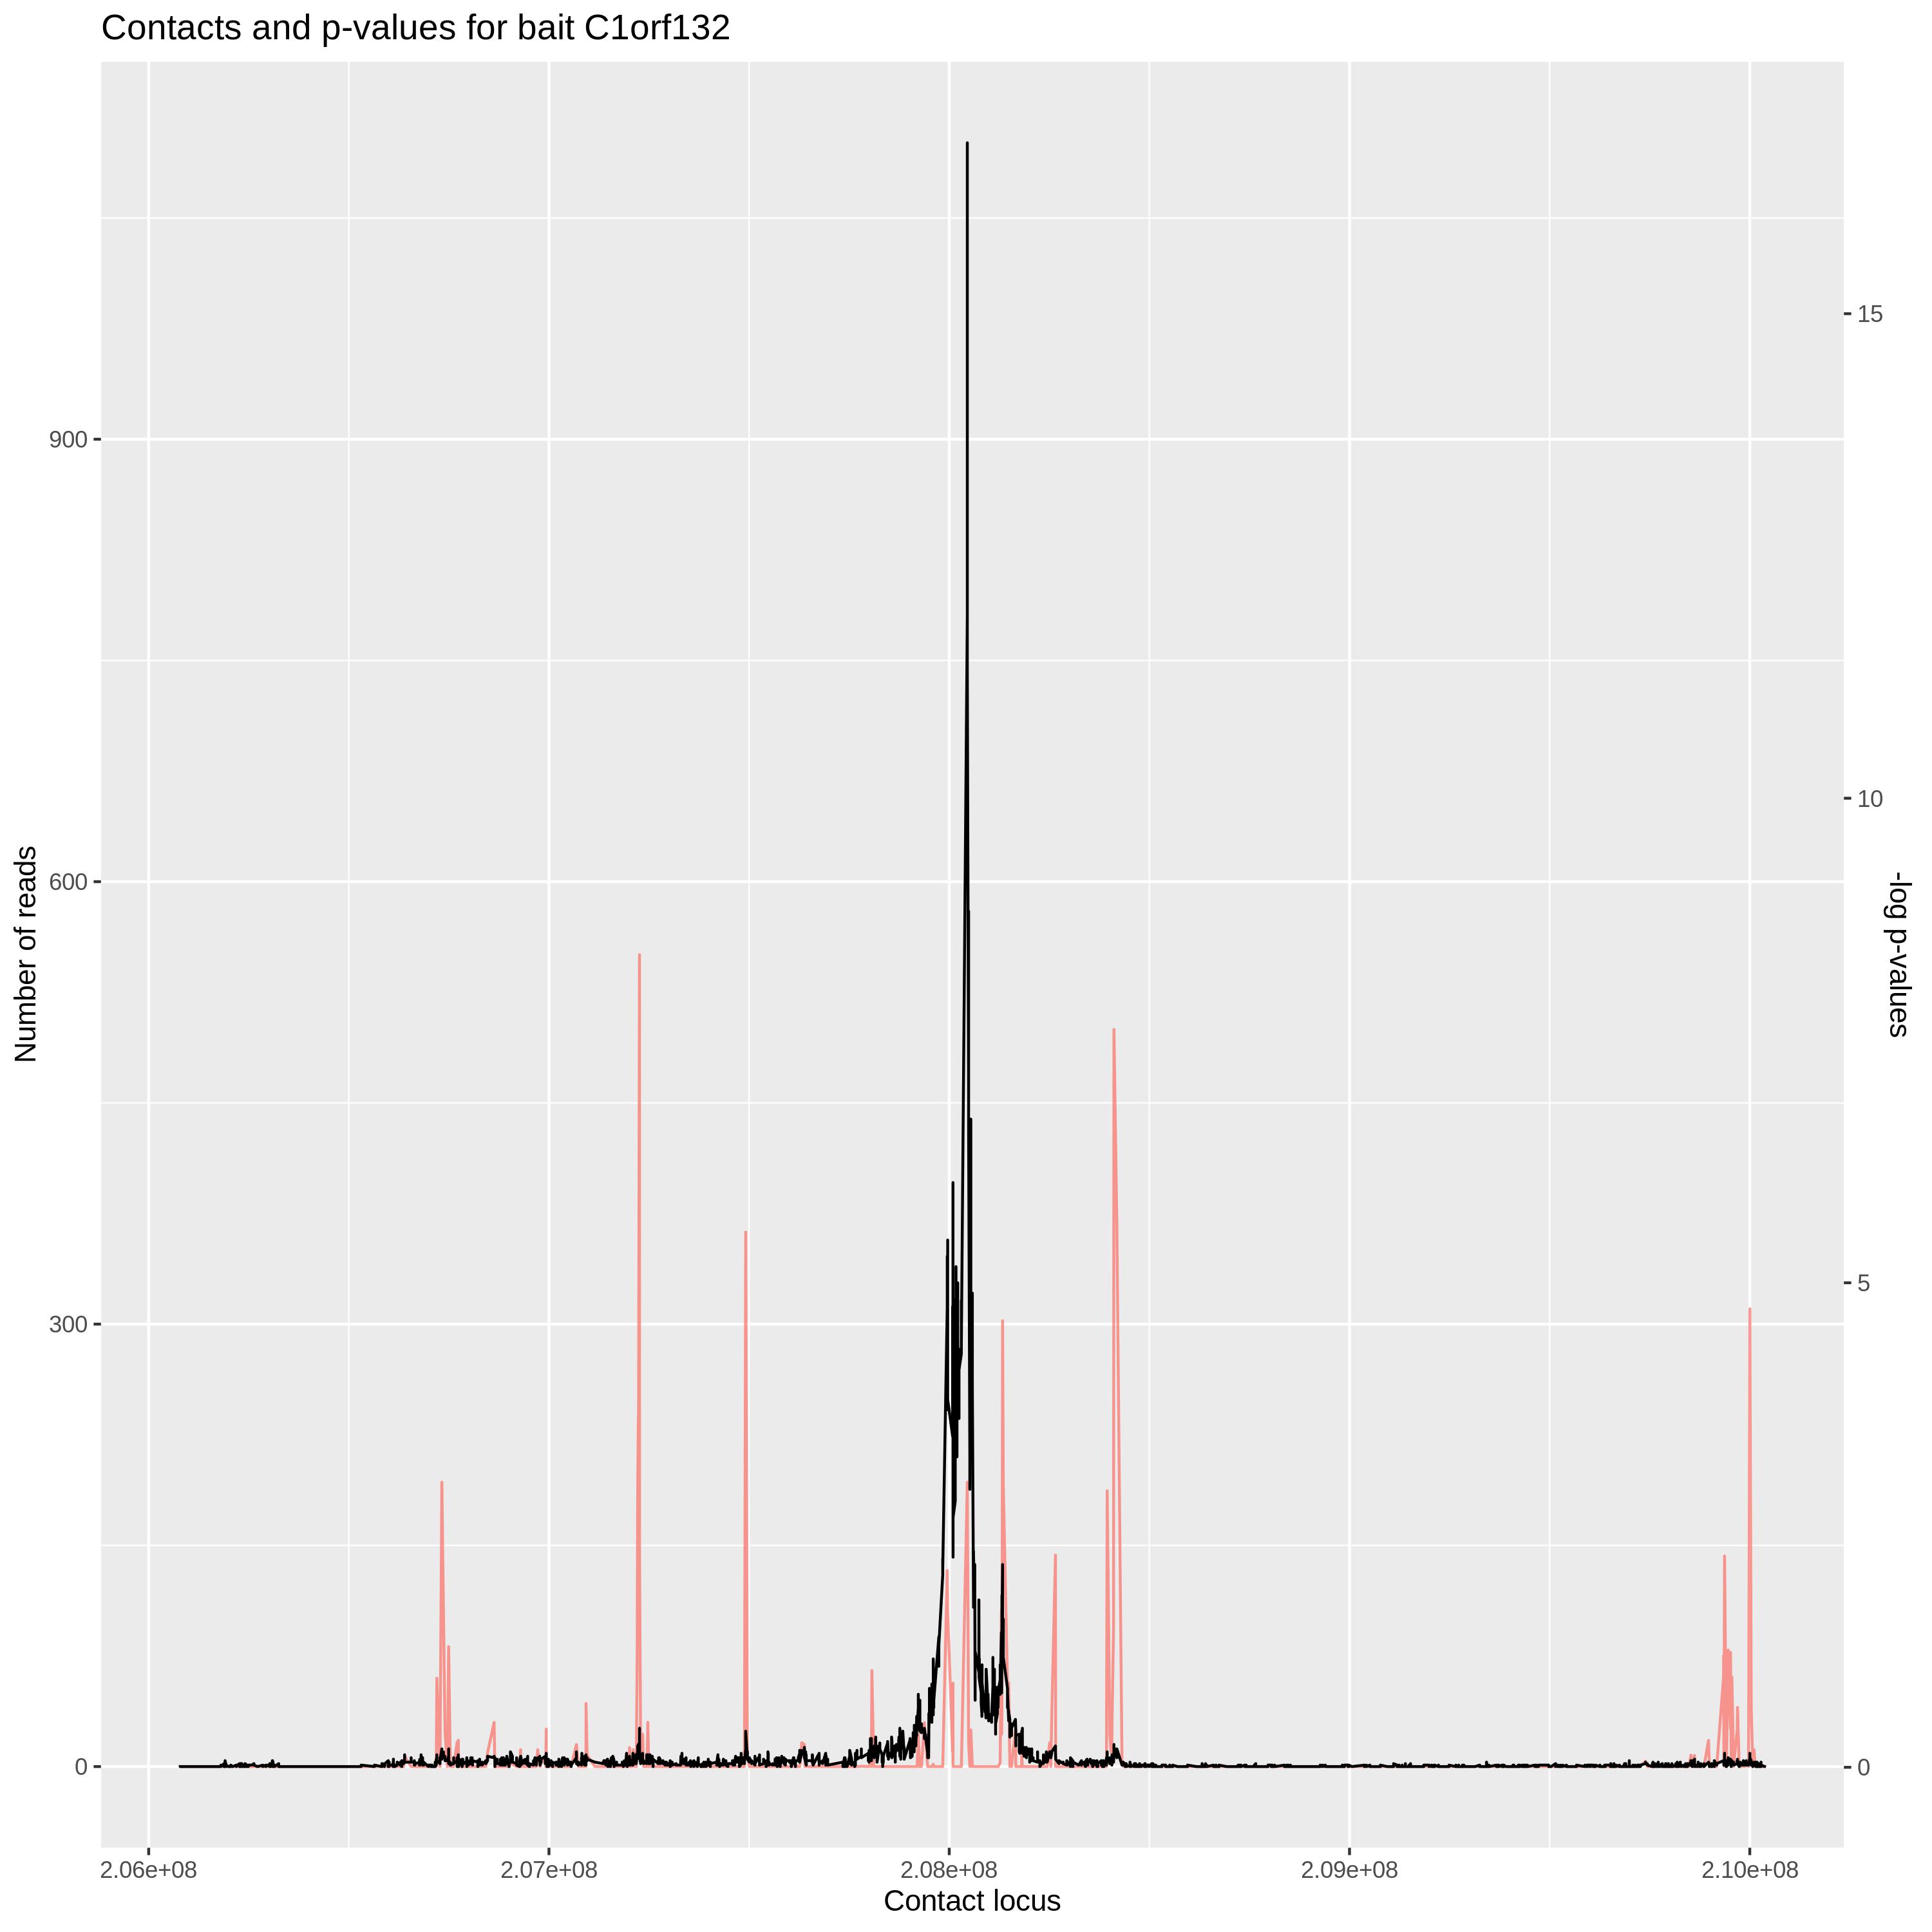 Contacts and p-values for bait C1orf132
Number of reads
900
600
300
0
15
10
5
0
-log p-values
2.06e+08 2.07e+08 2.08e+08 2.09e+08 2.10e+08
Contact locus